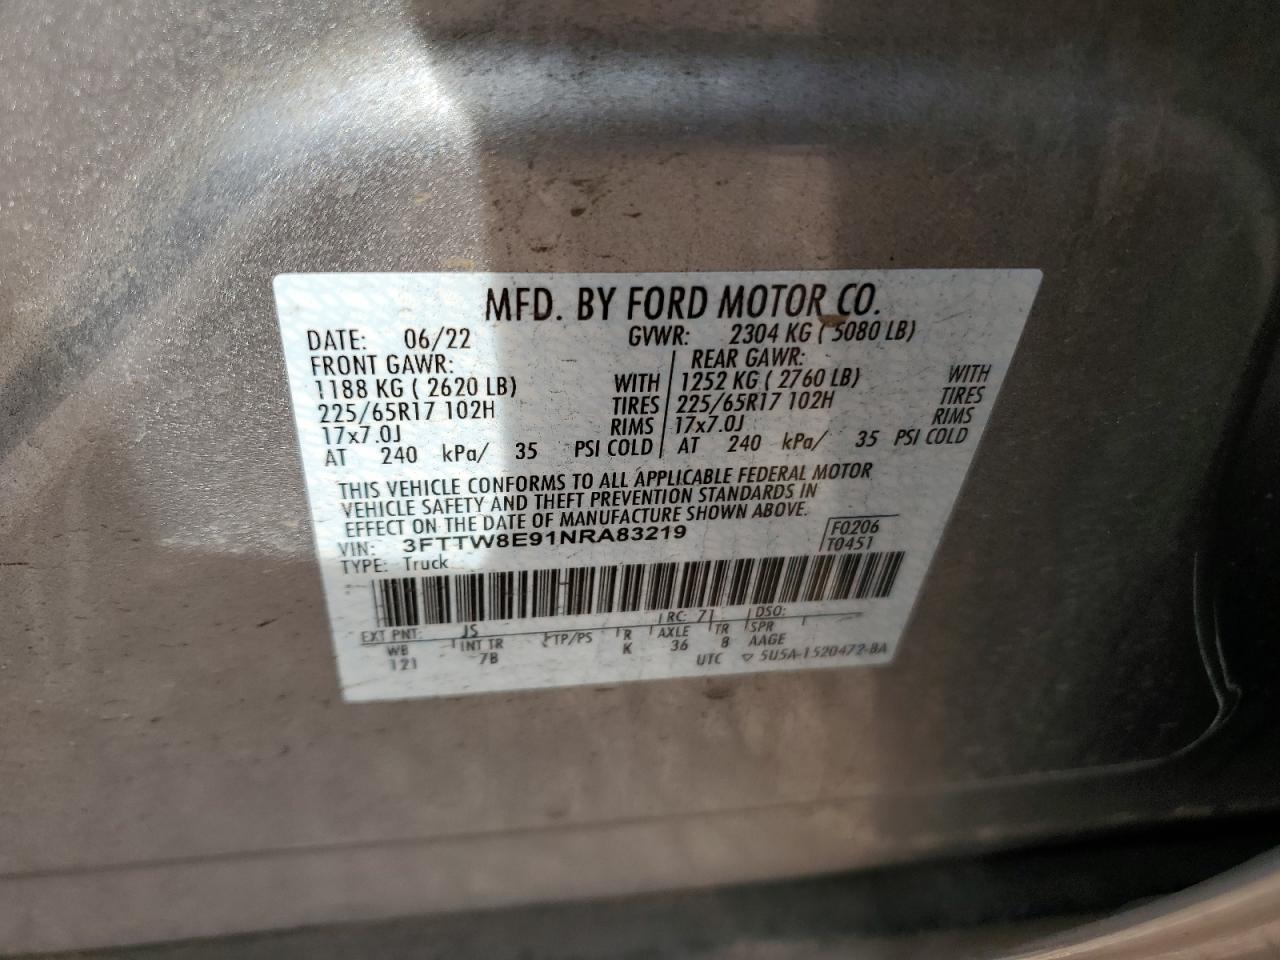 MFD. BY FORD MOTOR CO.
DATE: 06/22 GVWR: 2304 KG ( 5080 LB)
FRONT GAWR: REAR GAWR:
1188 KG ( 2620 LB) WITH 1252 KG ( 2760 LB) WITH
225/65R17 102H TIRES 225/65R17 102H TIRES
17x7.0J RIMS 17x7.0J RIMS
AT 240 kPa/ 35 PSI COLD AT 240 kPa/ 35 PSI COLD
THIS VEHICLE CONFORMS TO ALL APPLICABLE FEDERAL MOTOR
VEHICLE SAFETY AND THEFT PREVENTION STANDARDS IN
EFFECT ON THE DATE OF MANUFACTURE SHOWN ABOVE.
VIN: 3FTTW8E91NRA83219 F0206
TYPE: Truck T0451
EXT PNT: JS RC: 71 DSO:
WB INT TR TP/PS R AXLE TR SPR
121 7B K 36 8 AAGE
UTC ▽ 5U5A-1520472-BA